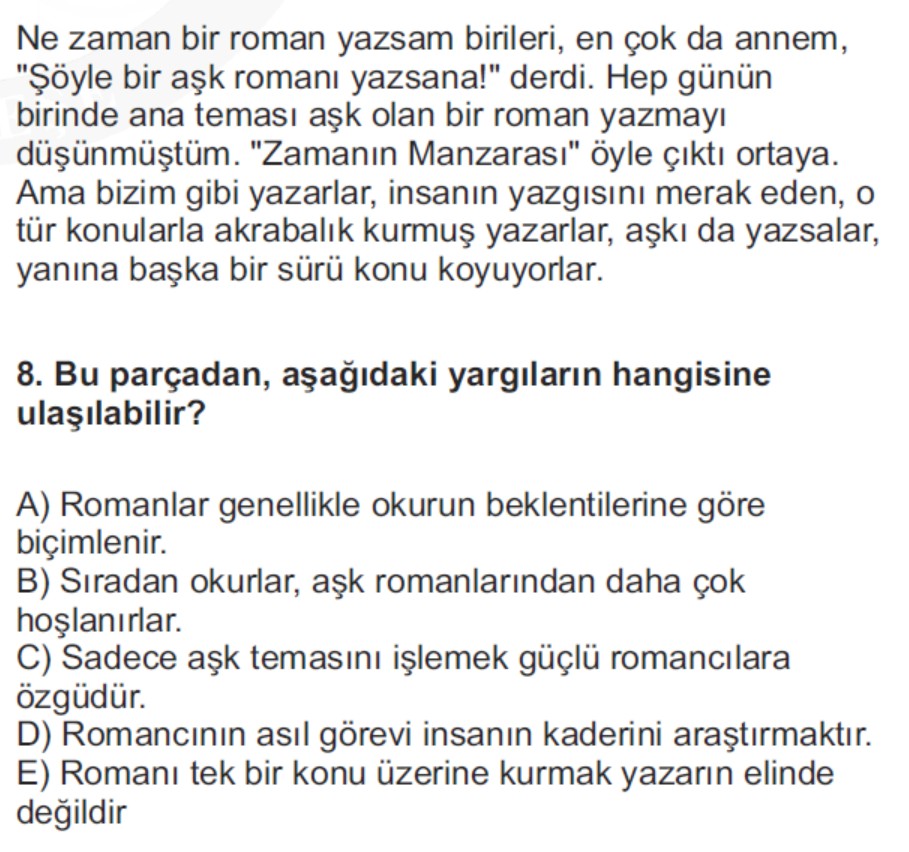 Ne zaman bir roman yazsam birileri, en çok da annem,
"Şöyle bir aşk romanı yazsana!" derdi. Hep günün
birinde ana teması aşk olan bir roman yazmayı
düşünmüştüm. "Zamanın Manzarası" öyle çıktı ortaya.
Ama bizim gibi yazarlar, insanın yazgısını merak eden, o
tür konularla akrabalık kurmuş yazarlar, aşkı da yazsalar,
yanına başka bir sürü konu koyuyorlar.
8. Bu parçadan, aşağıdaki yargıların hangisine
ulaşılabilir?
A) Romanlar genellikle okurun beklentilerine göre
biçimlenir.
B) Sıradan okurlar, aşk romanlarından daha çok
hoşlanırlar.
C) Sadece aşk temasını işlemek güçlü romancılara
özgüdür.
D) Romancının asıl görevi insanın kaderini araştırmaktır.
E) Romanı tek bir konu üzerine kurmak yazarın elinde
değildir